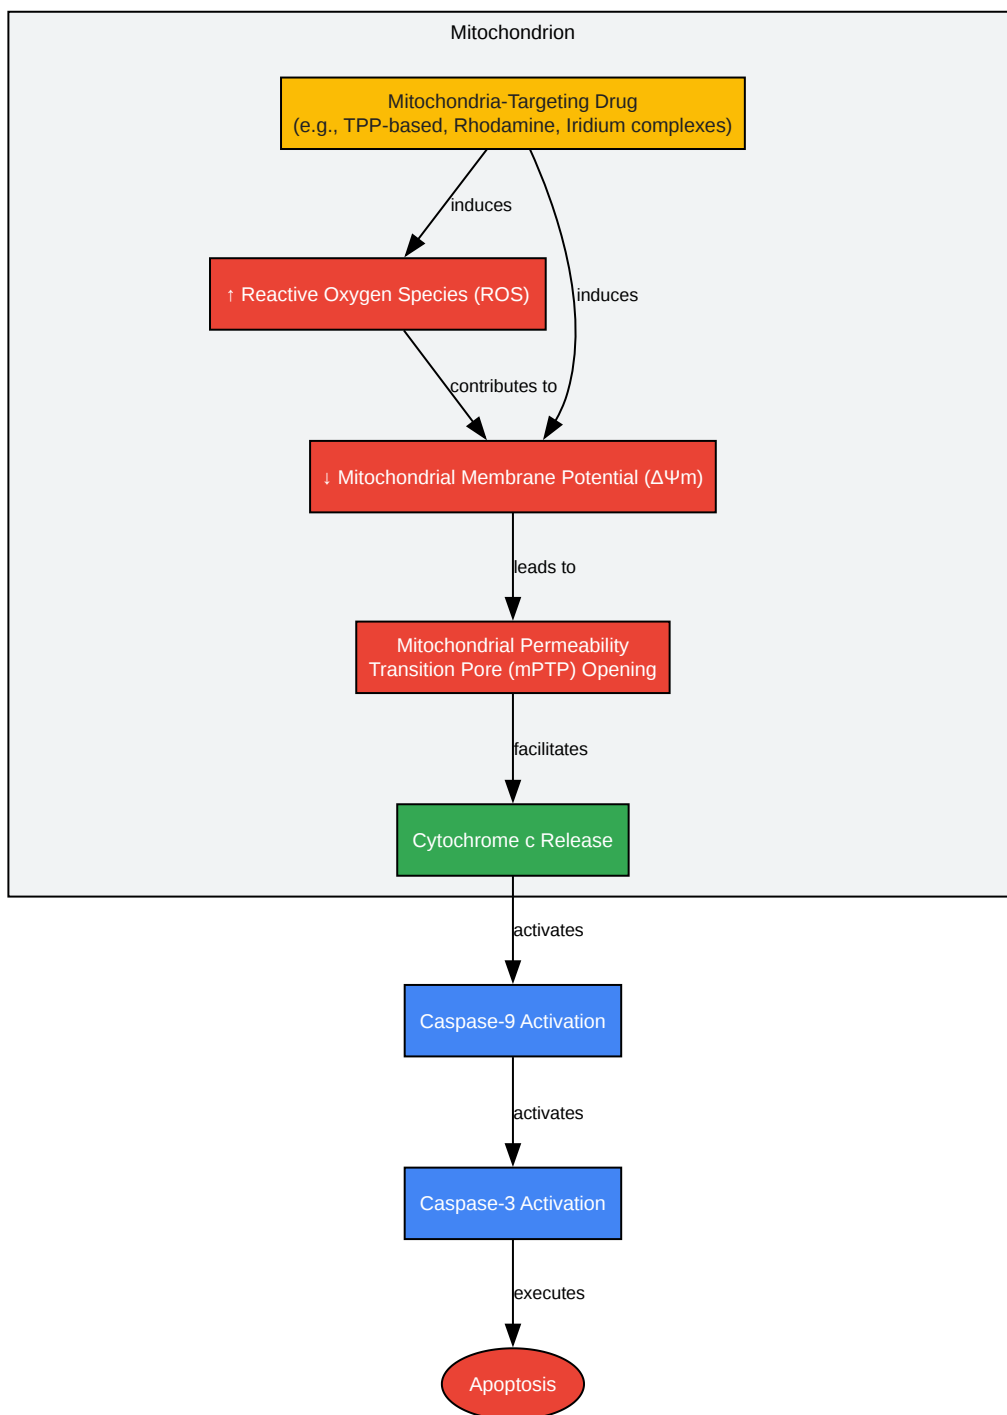 Mitochondrion
Mitochondria-Targeting Drug
(e.g., TPP-based, Rhodamine, Iridium complexes)
induces
↑ Reactive Oxygen Species (ROS)
induces
contributes to
↓ Mitochondrial Membrane Potential (ΔΨm)
leads to
Mitochondrial Permeability
Transition Pore (mPTP) Opening
facilitates
Cytochrome c Release
activates
Caspase-9 Activation
activates
Caspase-3 Activation
executes
Apoptosis